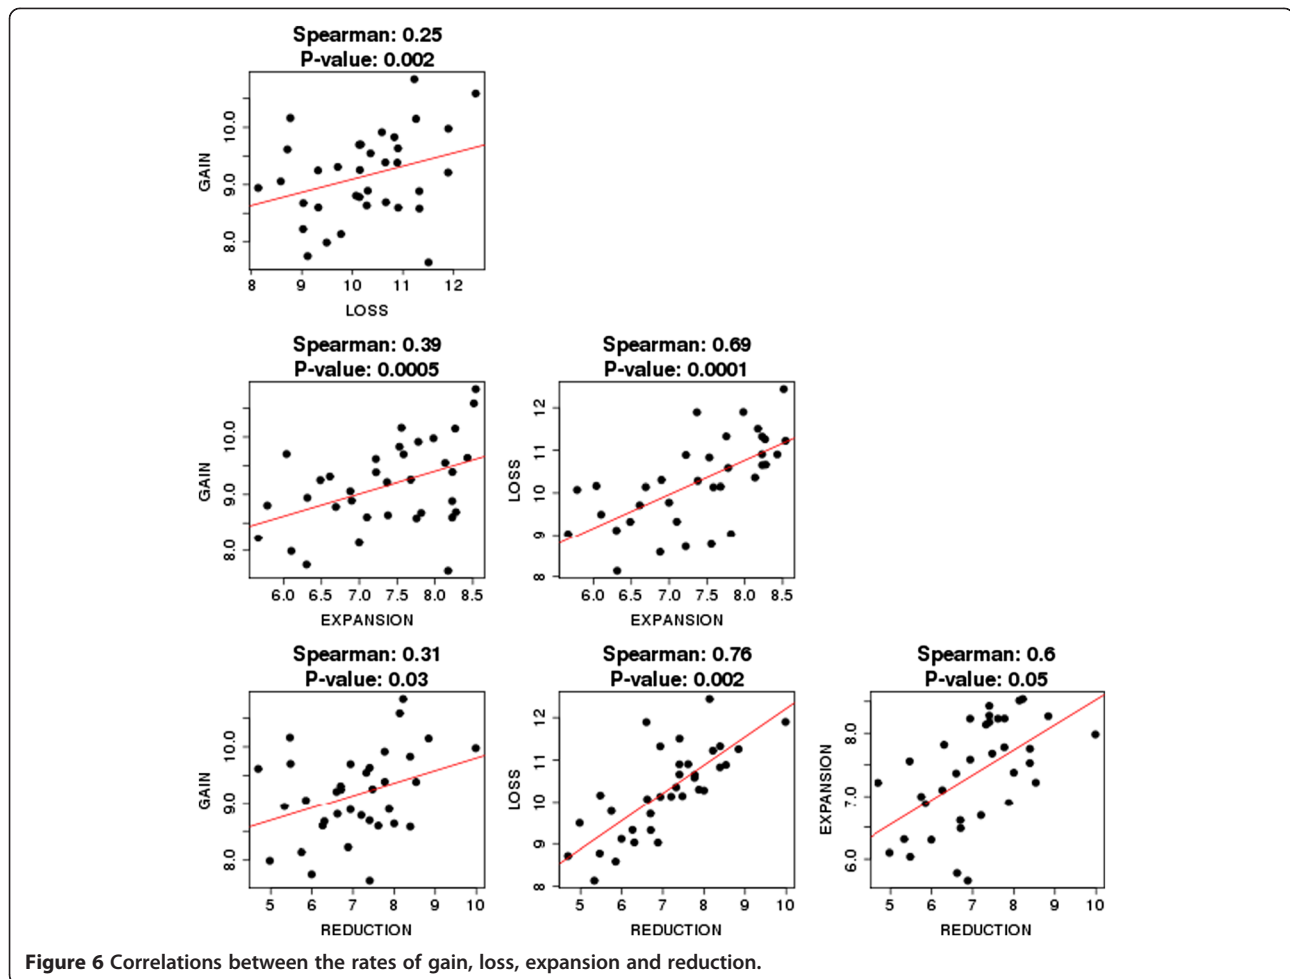 Spearman: 0.25
P-value: 0.002
GAIN
10.0
9.0
8.0
8 9 10 11 12
LOSS
Spearman: 0.39
P-value: 0.0005
GAIN
10.0
9.0
8.0
6.0 6.5 7.0 7.5 8.0 8.5
EXPANSION
Spearman: 0.69
P-value: 0.0001
LOSS
12
11
10
9
8
6.0 6.5 7.0 7.5 8.0 8.5
EXPANSION
Spearman: 0.31
P-value: 0.03
GAIN
10.0
9.0
8.0
5 6 7 8 9 10
REDUCTION
Spearman: 0.76
P-value: 0.002
LOSS
12
11
10
9
8
5 6 7 8 9 10
REDUCTION
Spearman: 0.6
P-value: 0.05
EXPANSION
8.0
7.0
6.0
5 6 7 8 9 10
REDUCTION
Figure 6 Correlations between the rates of gain, loss, expansion and reduction.